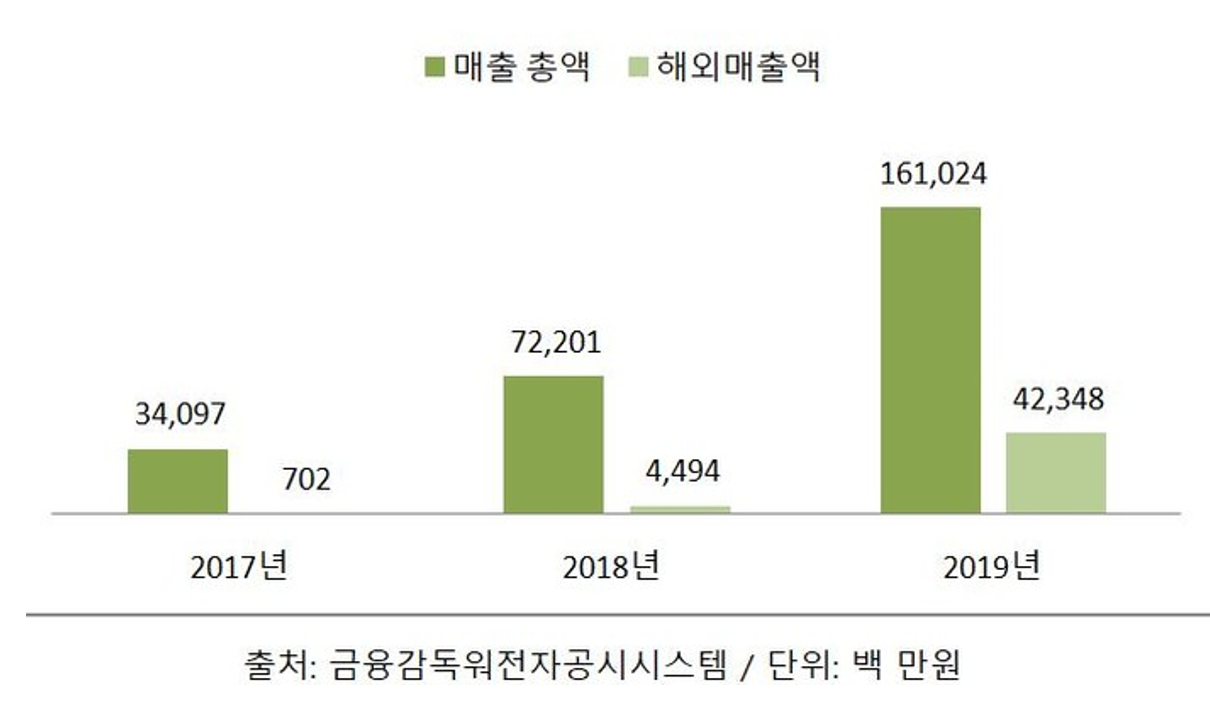 매출 총액 해외매출액
161,024
72,201
34,097
42,348
702
4,494
2017년 2018년 2019년
출처: 금융감독워전자공시시스템 / 단위: 백 만원